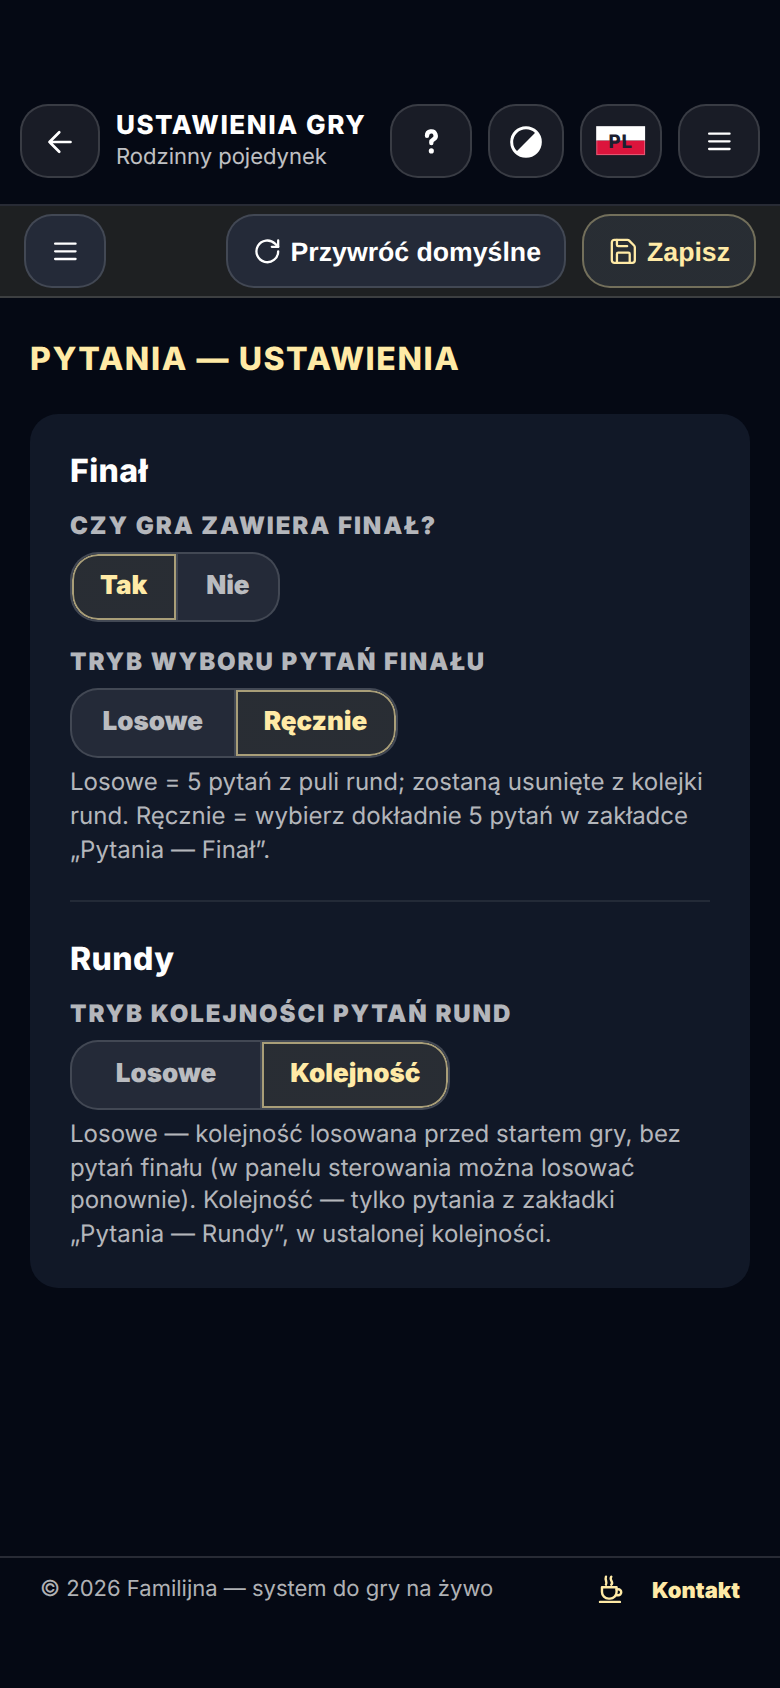 USTAWIENIA GRY
Rodzinny pojedynek
?
PL
Przywróć domyślne
Zapisz
PYTANIA — USTAWIENIA
Finał
CZY GRA ZAWIERA FINAŁ?
Tak
Nie
TRYB WYBORU PYTAŃ FINAŁU
Losowe
Ręcznie
Losowe = 5 pytań z puli rund; zostaną usunięte z kolejki
rund. Ręcznie = wybierz dokładnie 5 pytań w zakładce
„Pytania — Finał”.
Rundy
TRYB KOLEJNOŚCI PYTAŃ RUND
Losowe
Kolejność
Losowe — kolejność losowana przed startem gry, bez
pytań finału (w panelu sterowania można losować
ponownie). Kolejność — tylko pytania z zakładki
„Pytania — Rundy”, w ustalonej kolejności.
© 2026 Familijna — system do gry na żywo
Kontakt